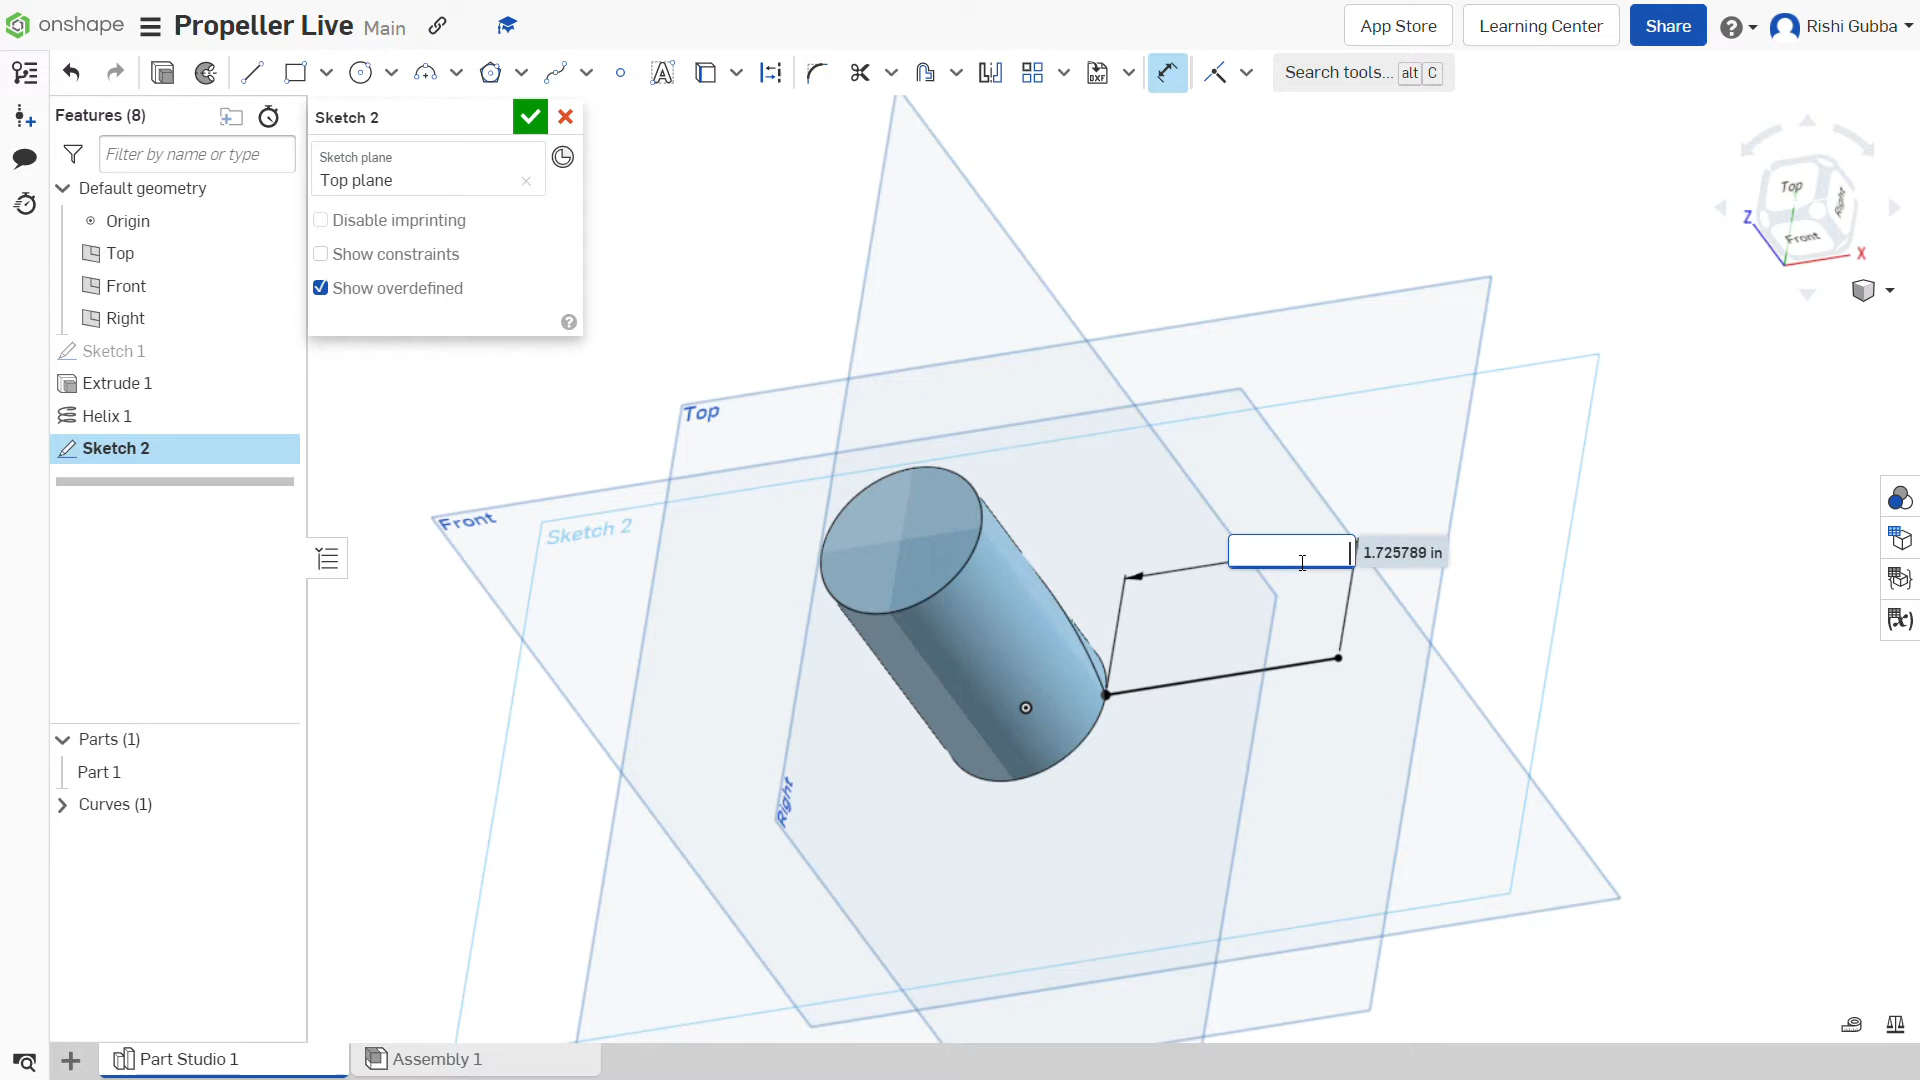 onshape
Propeller Live Main
App Store
Learning Center
Share
Rishi Gubba
Search tools... alt C
Features (8)
Filter by name or type
Default geometry
Origin
Top
Front
Right
Sketch 1
Extrude 1
Helix 1
Sketch 2
Parts (1)
Part 1
Curves (1)
Sketch 2
Sketch plane
Top plane
Disable imprinting
Show constraints
Show overdefined
Top
Front
Sketch 2
Right
1.725789 in
Top
Right
Front
Z
X
Part Studio 1
Assembly 1